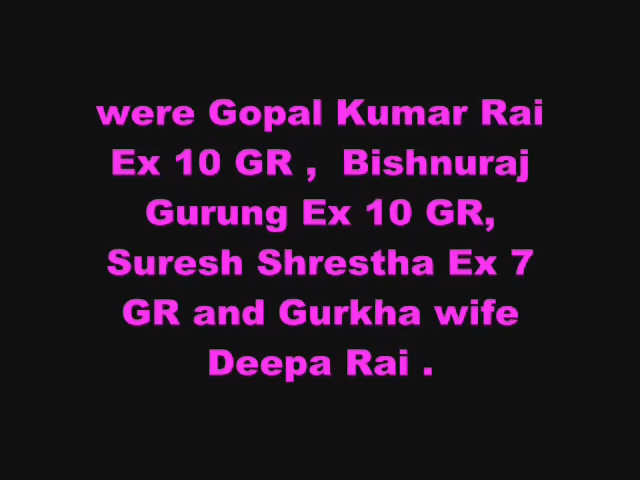 were Gopal Kumar Rai
Ex 10 GR ,  Bishnuraj
Gurung Ex 10 GR,
Suresh Shrestha Ex 7
GR and Gurkha wife
Deepa Rai .